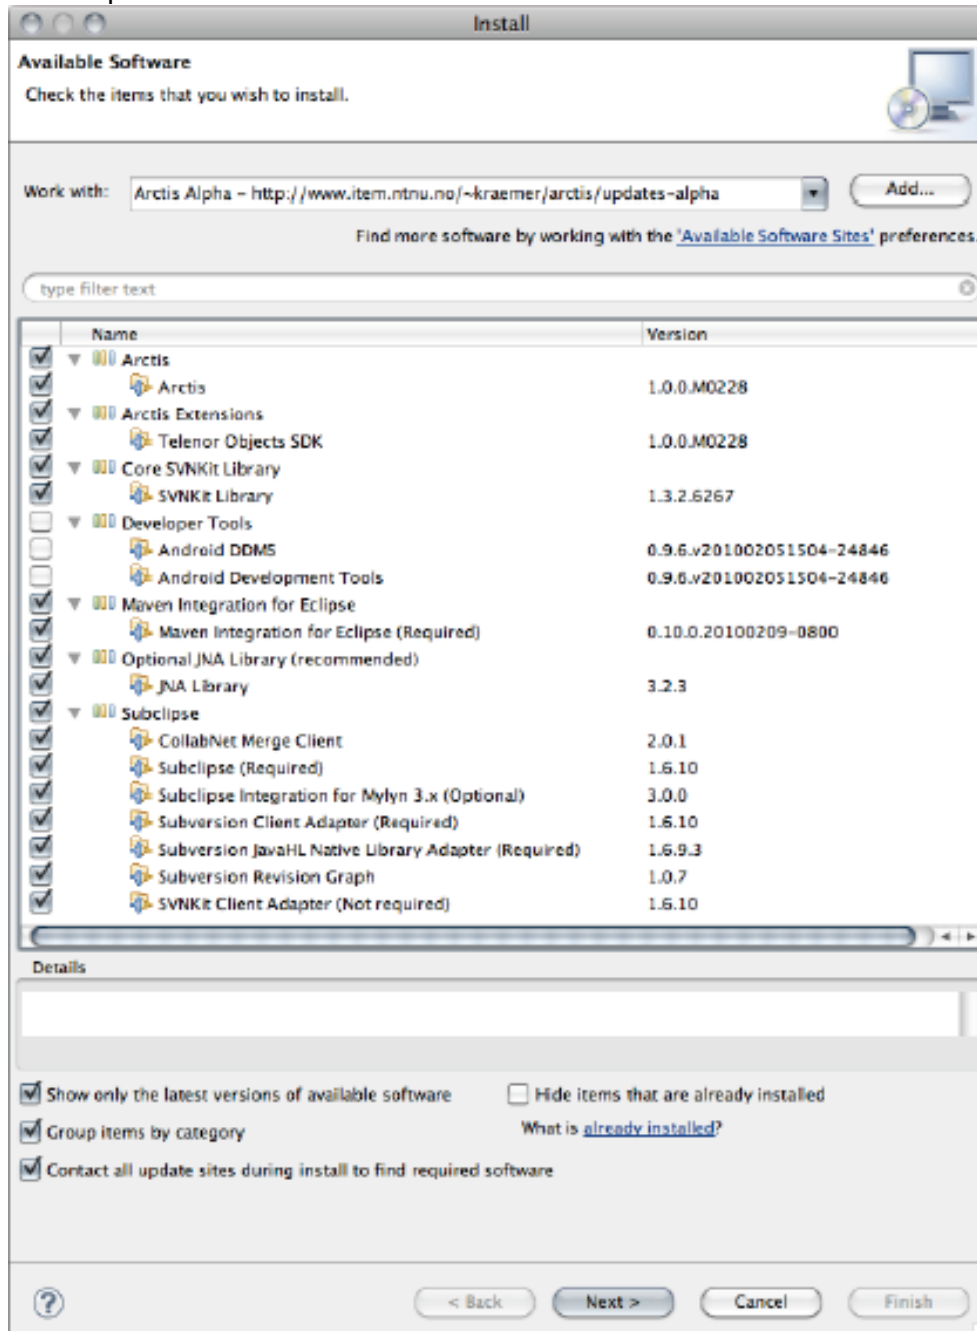 Install
Available Software
Check the items that you wish to install.
Work with: Arctis Alpha – http://www.item.ntnu.no/~kraemer/arctis/updates-alpha Add...
Find more software by working with the 'Available Software Sites' preferences.
type filter text
Name Version
Arctis
Arctis 1.0.0.M0228
Arctis Extensions
Telenor Objects SDK 1.0.0.M0228
Core SVNKit Library
SVNKit Library 1.3.2.6267
Developer Tools
Android DDMS 0.9.6.v201002051504-24846
Android Development Tools 0.9.6.v201002051504-24846
Maven Integration for Eclipse
Maven Integration for Eclipse (Required) 0.10.0.20100209-0800
Optional JNA Library (recommended)
JNA Library 3.2.3
Subclipse
CollabNet Merge Client 2.0.1
Subclipse (Required) 1.6.10
Subclipse Integration for Mylyn 3.x (Optional) 3.0.0
Subversion Client Adapter (Required) 1.6.10
Subversion JavaHL Native Library Adapter (Required) 1.6.9.3
Subversion Revision Graph 1.0.7
SVNKit Client Adapter (Not required) 1.6.10
Details
Show only the latest versions of available software Hide items that are already installed
Group items by category What is already installed?
Contact all update sites during install to find required software
? < Back Next > Cancel Finish